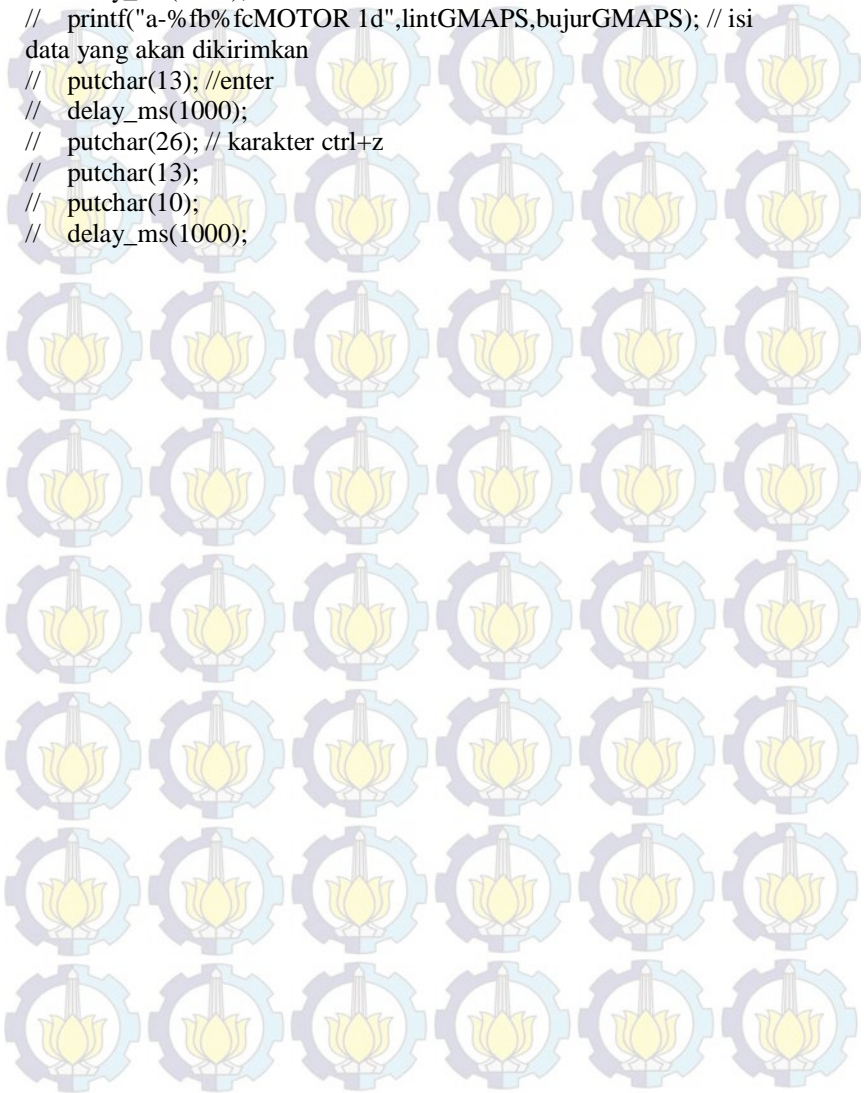 //    printf("a-%fb%fcMOTOR 1d",lintGMAPS,bujurGMAPS); // isi
data yang akan dikirimkan
//    putchar(13); //enter
//    delay_ms(1000);
//    putchar(26); // karakter ctrl+z
//    putchar(13);
//    putchar(10);
//    delay_ms(1000);